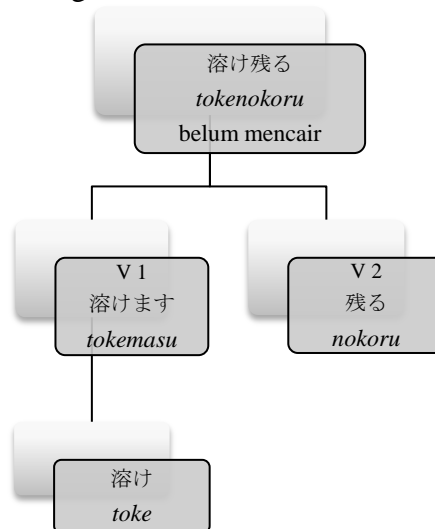 溶け残る
tokenokoru
belum mencair
V 1
溶けます
tokemasu
V 2
残る
nokoru
溶け
toke